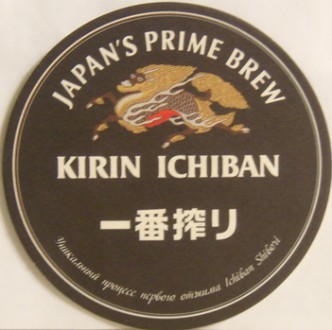 JAPAN'S PRIME BREW
KIRIN ICHIBAN
一番搾り
Уникальный процесс первого отжима Ichiban Shibori